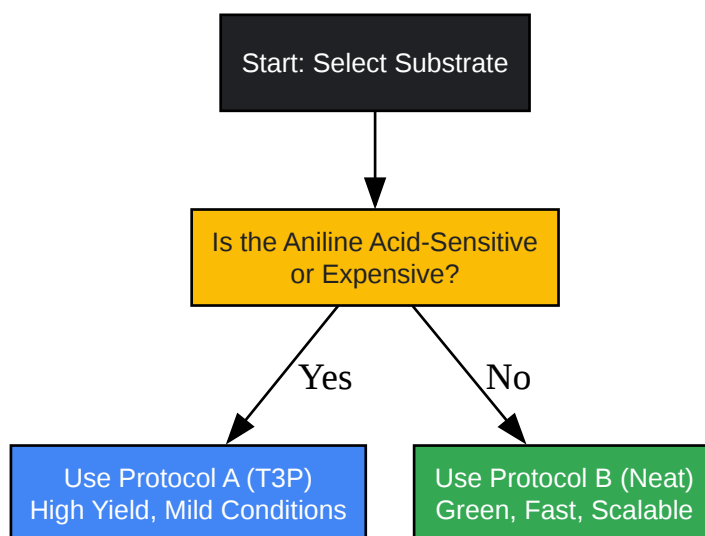 Start: Select Substrate
Is the Aniline Acid-Sensitive
or Expensive?
Yes
No
Use Protocol A (T3P)
High Yield, Mild Conditions
Use Protocol B (Neat)
Green, Fast, Scalable